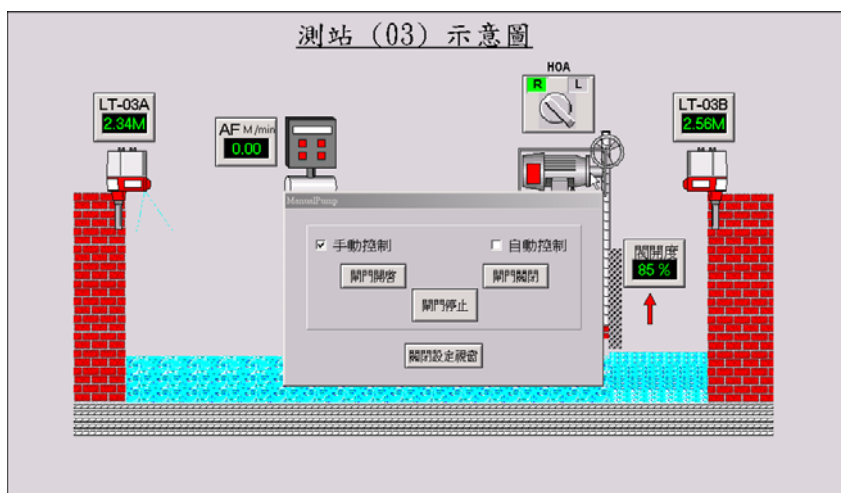 測站 (03) 示意圖
HOA
R L
LT-03A
2.34M
AF M/min
0.00
LT-03B
2.56M
ManualPump
手動控制
自動控制
閘門開啓
閘門關閉
閘門停止
關閉設定視窗
閥開度
85 %